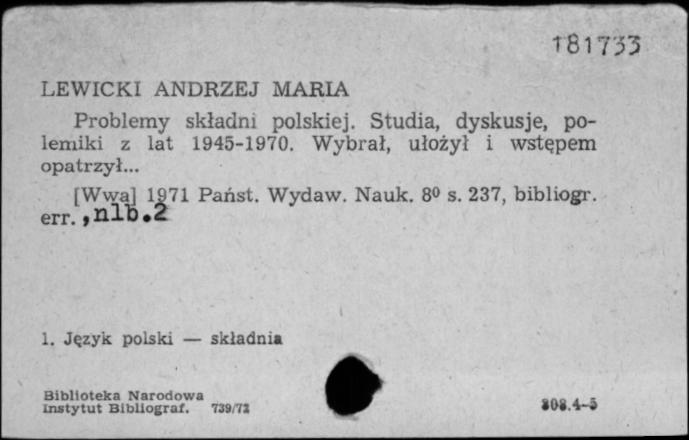 181733
LEWICKI ANDRZEJ MARIA
Problemy składni polskiej. Studia, dyskusje, po-
lemiki z lat 1945-1970. Wybrał, ułożył i wstępem
opatrzył...
[Wwa] 1971 Państ. Wydaw. Nauk. 8⁰ s. 237, bibliogr.
err. ,nlb.2
1. Język polski — składnia
Biblioteka Narodowa
Instytut Bibliograf. 739/72
808.4-5